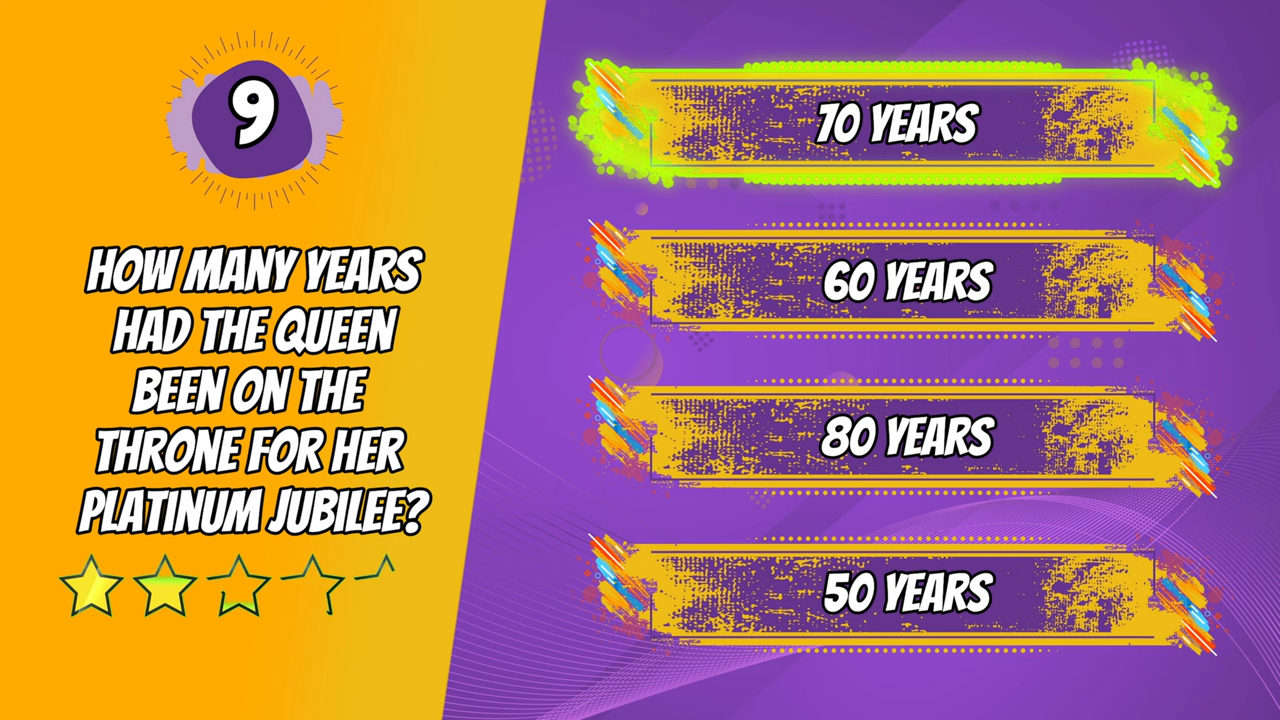 9
HOW MANY YEARS
HAD THE QUEEN
BEEN ON THE
THRONE FOR HER
PLATINUM JUBILEE?
70 YEARS
60 YEARS
80 YEARS
50 YEARS